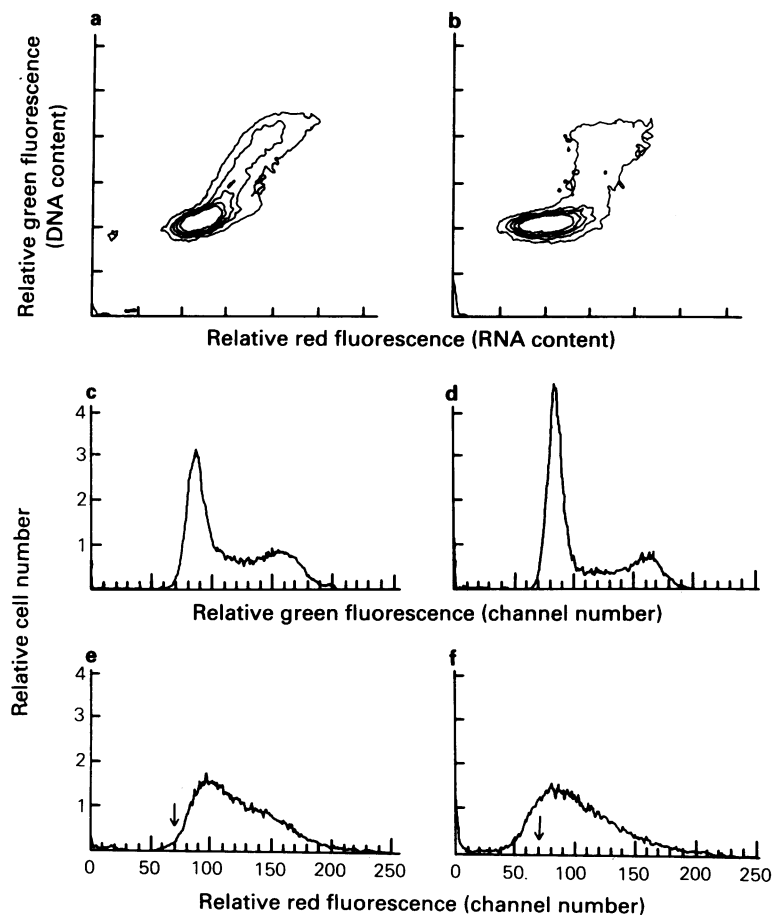 a
b
Relative green fluorescence
(DNA content)
Relative red fluorescence (RNA content)
c
d
4
3
2
1
Relative green fluorescence (channel number)
Relative cell number
e
f
4
3
2
1
0 50 100 150 200 250
0 50. 100 150 200 250
Relative red fluorescence (channel number)